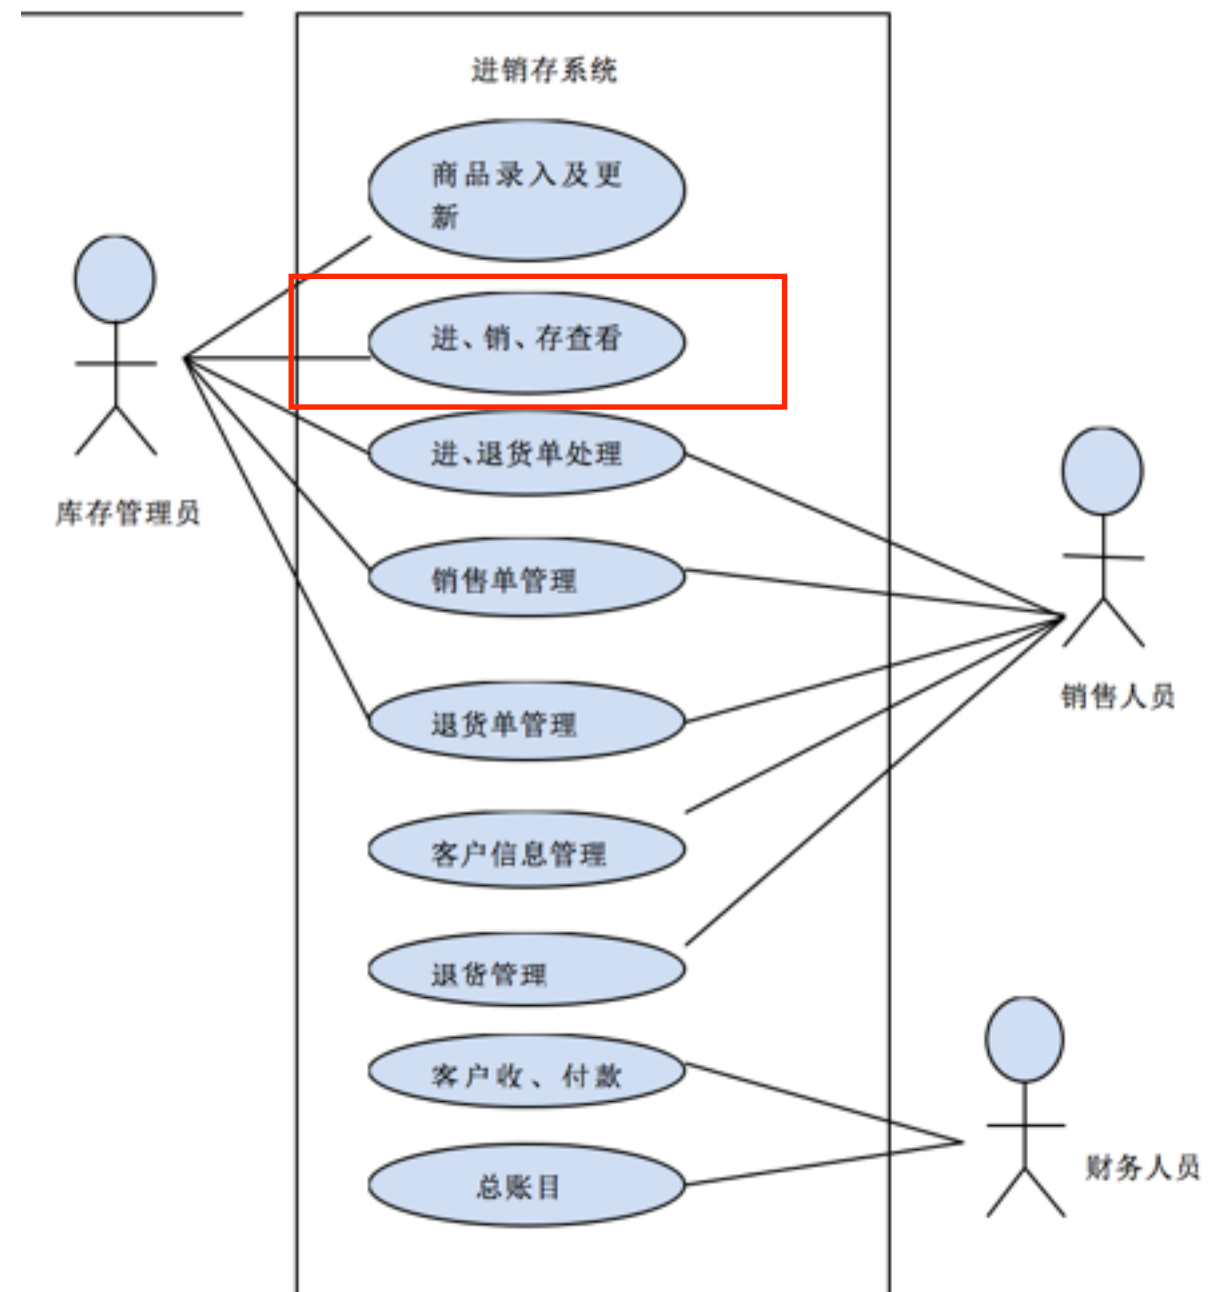 进销存系统
商品录入及更
新
进、销、存查看
进、退货单处理
库存管理员
销售单管理
销售人员
退货单管理
客户信息管理
退货管理
客户收、付款
财务人员
总账目